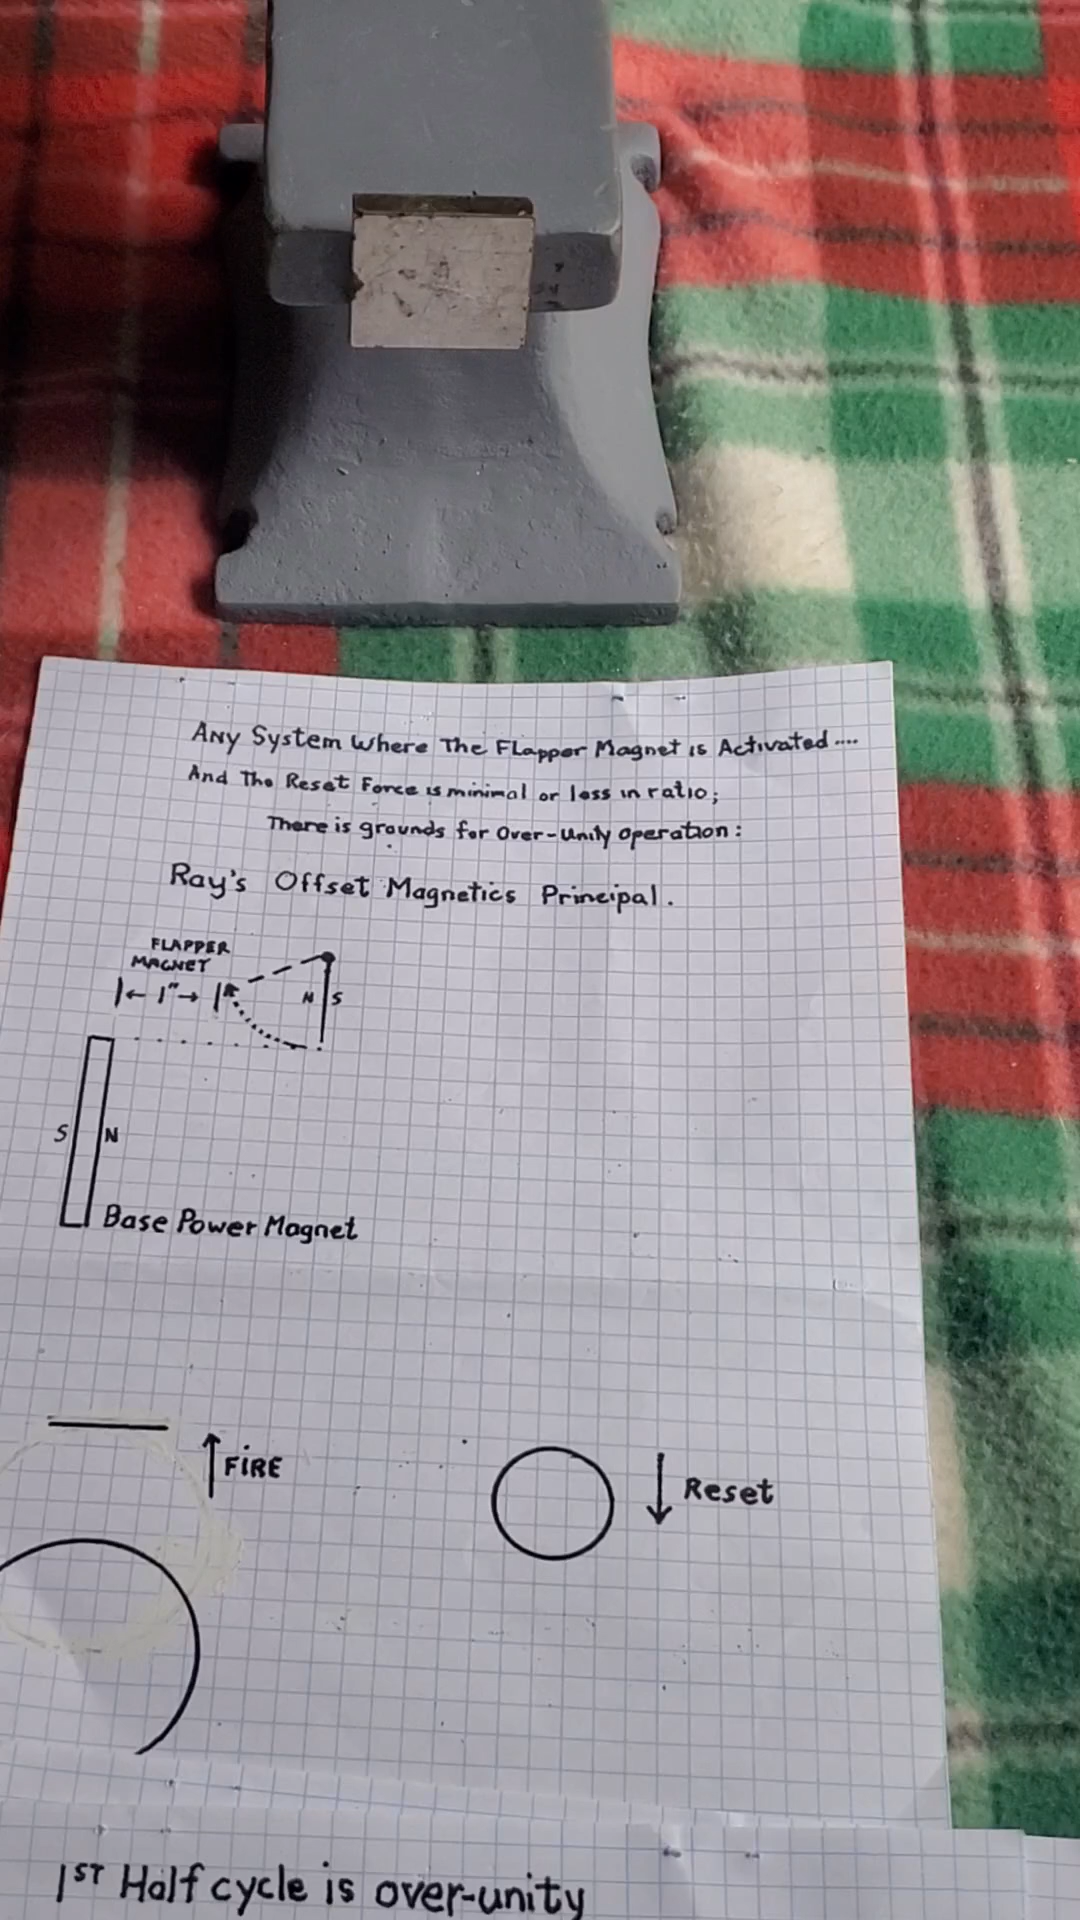 Any System Where The Flapper Magnet is Activated ....
And The Reset Force is minimal or less in ratio;
There is grounds for Over-Unity operation:
Ray's Offset Magnetics Principal.
FLAPPER
MAGNET
1"
N S
S N
Base Power Magnet
FIRE
Reset
1ST Half cycle is over-unity